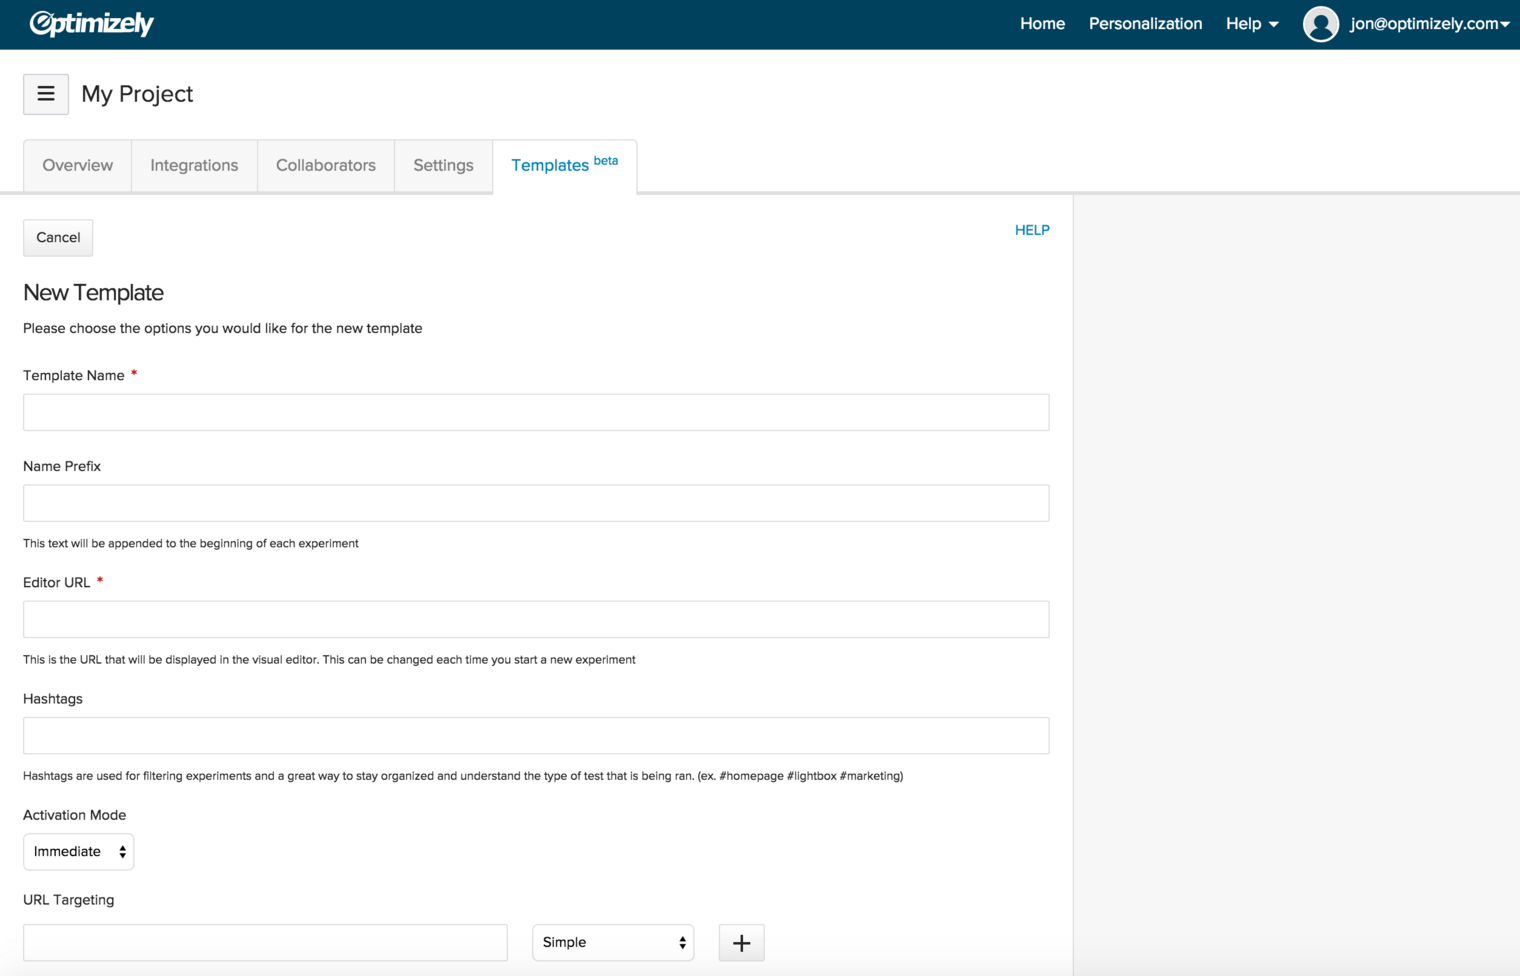 Optimizely
Home Personalization Help jon@optimizely.com
My Project
Overview Integrations Collaborators Settings Templates beta
Cancel HELP
New Template
Please choose the options you would like for the new template
Template Name *
Name Prefix
This text will be appended to the beginning of each experiment
Editor URL *
This is the URL that will be displayed in the visual editor. This can be changed each time you start a new experiment
Hashtags
Hashtags are used for filtering experiments and a great way to stay organized and understand the type of test that is being ran. (ex. #homepage #lightbox #marketing)
Activation Mode
Immediate
URL Targeting
Simple +